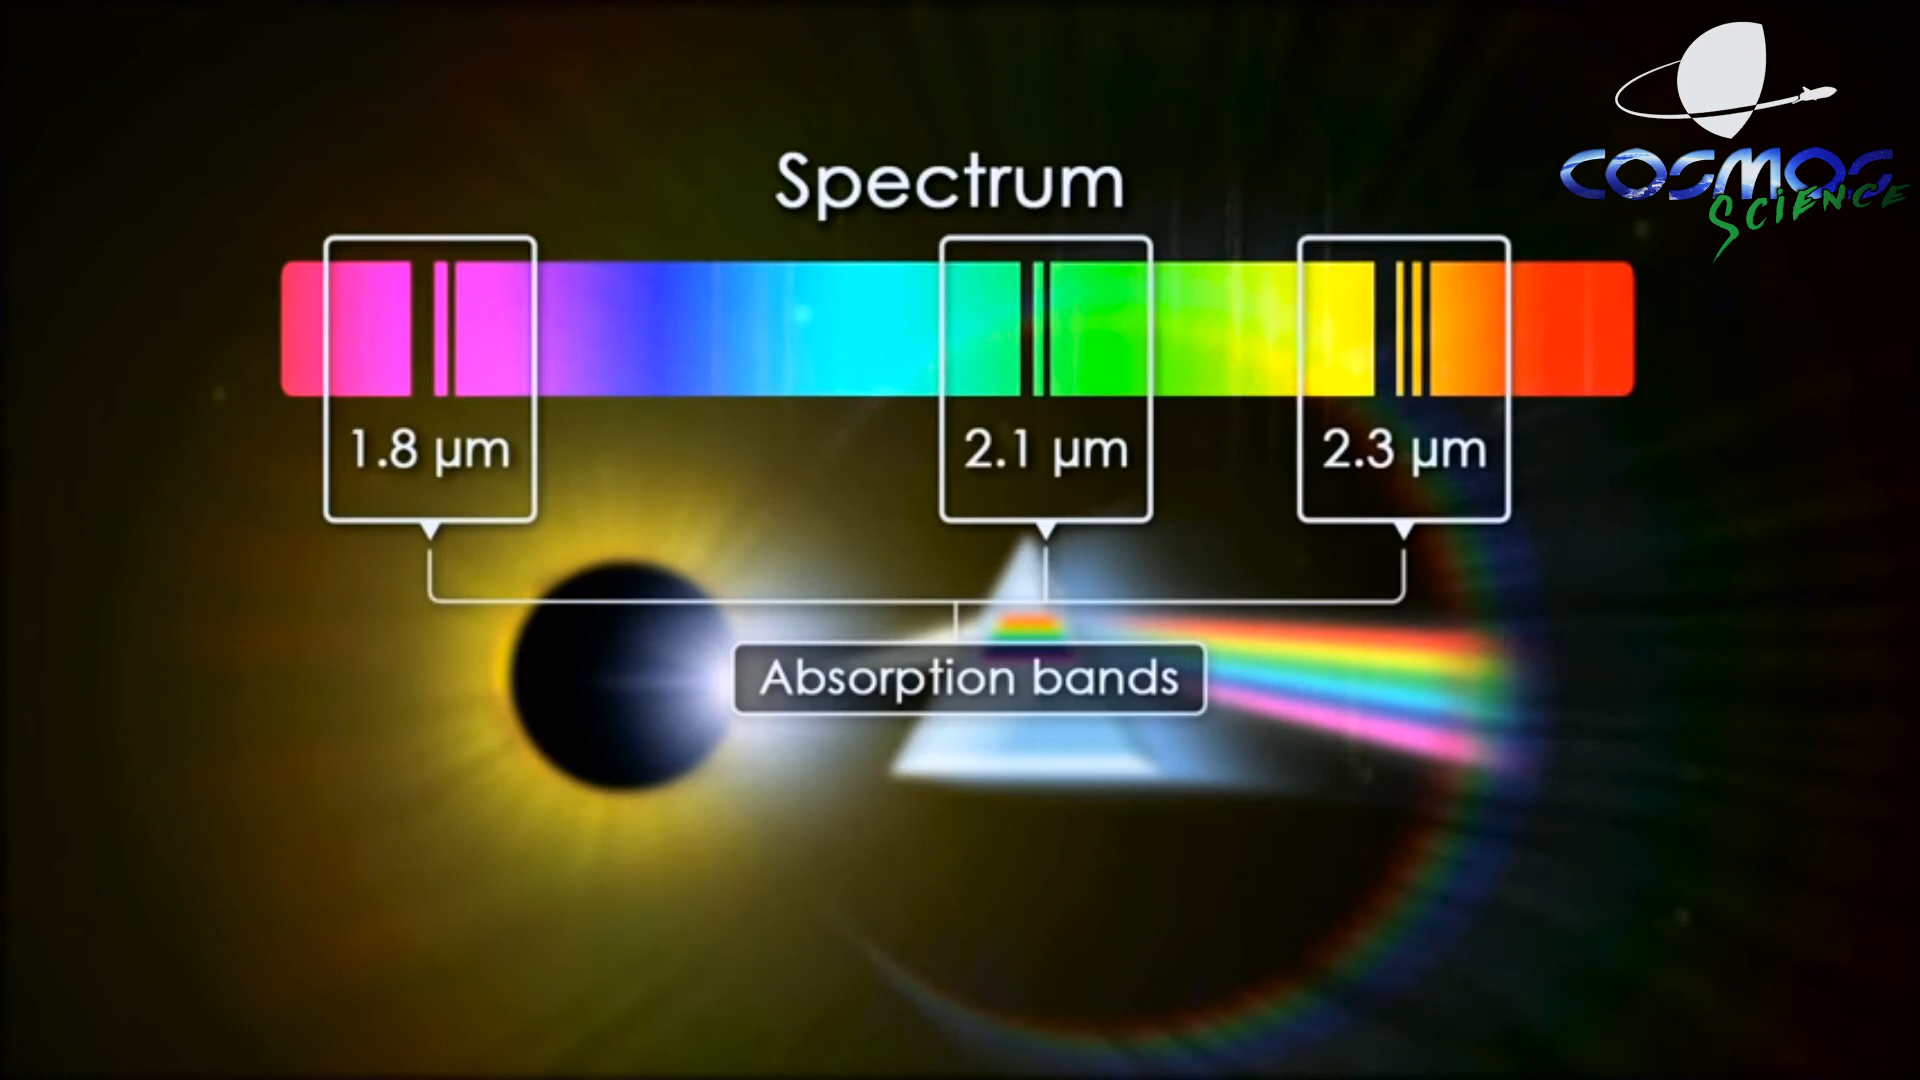 COSMOS
SCiENCE
Spectrum
1.8 µm
2.1 µm
2.3 µm
Absorption bands